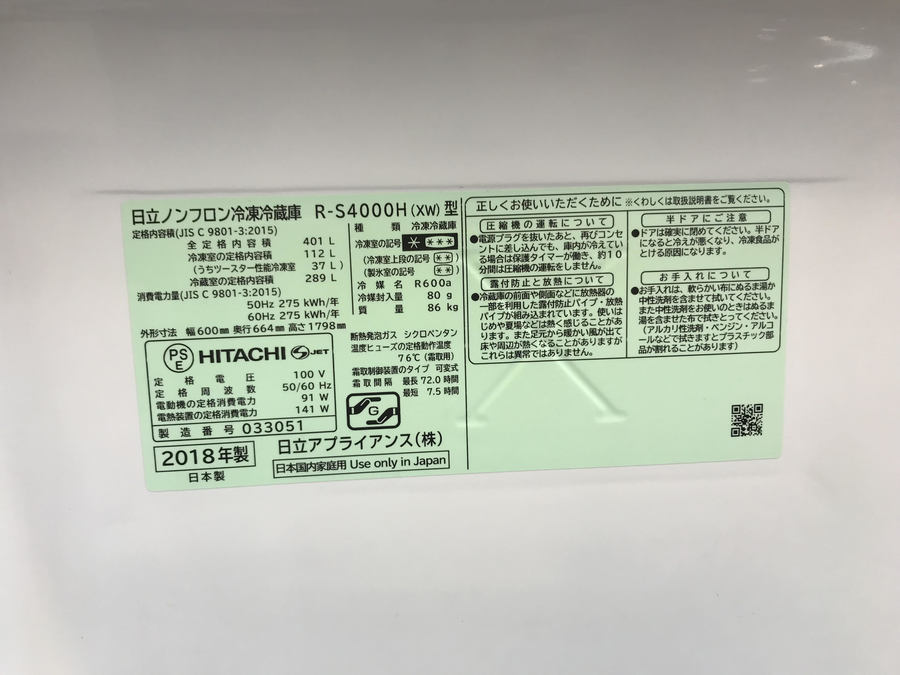 日立ノンフロン冷凍冷蔵庫 R-S4000H(XW)型
定格内容積(JIS C 9801-3:2015)
全定格内容積 401 L
冷凍室の定格内容積 112 L
(うちツースター性能冷凍室 37 L)
冷蔵室の定格内容積 289 L
消費電力量(JIS C 9801-3:2015)
50Hz 275 kWh/年
60Hz 275 kWh/年
外形寸法 幅600mm 奥行664mm 高さ1798mm
PS
E
HITACHI S JET
定格電圧 100 V
定格周波数 50/60 Hz
電動機の定格消費電力 91 W
電熱装置の定格消費電力 141 W
製造番号 033051
2018年製
日本製
種類 冷凍冷蔵庫
冷凍室の記号 * ***
(冷凍室上段の記号 **)
(製氷室の記号 **)
冷媒名 R600a
冷媒封入量 80 g
質量 86 kg
断熱発泡ガス シクロペンタン
温度ヒューズの定格動作温度
76℃(霜取用)
霜取制御装置のタイプ 可変式
霜取間隔 最長 72.0 時間
最短 7.5 時間
G
日立アプライアンス(株)
日本国内家庭用 Use only in Japan
正しくお使いいただくために ※くわしくは取扱説明書をご覧ください。
圧縮機の運転について
●電源プラグを抜いたあと、再びコンセ
ントに差し込んでも、庫内が冷えてい
る場合は保護タイマーが働き、約10
分間は圧縮機の運転をしません。
露付防止と放熱について
●冷蔵庫の前面や側面などに放熱器の
一部を利用した露付防止パイプ・放熱
パイプが組み込まれています。使いは
じめや夏場などは熱く感じることがあ
ります。また足元から暖かい風が出て
床や周辺が熱くなることがありますが
これらは異常ではありません。
半ドアにご注意
●ドアは確実に閉めてください。半ドア
になると冷えが悪くなり、冷凍食品が
とける原因になります。
お手入れについて
●お手入れは、軟らかい布にぬるま湯か
中性洗剤を含ませて拭いてください。
また中性洗剤をお使いのときはぬるま
湯を含ませた布で拭きとってください。
(アルカリ性洗剤・ベンジン・アルコ
ールなどで拭きますとプラスチック部
品が割れることがあります)